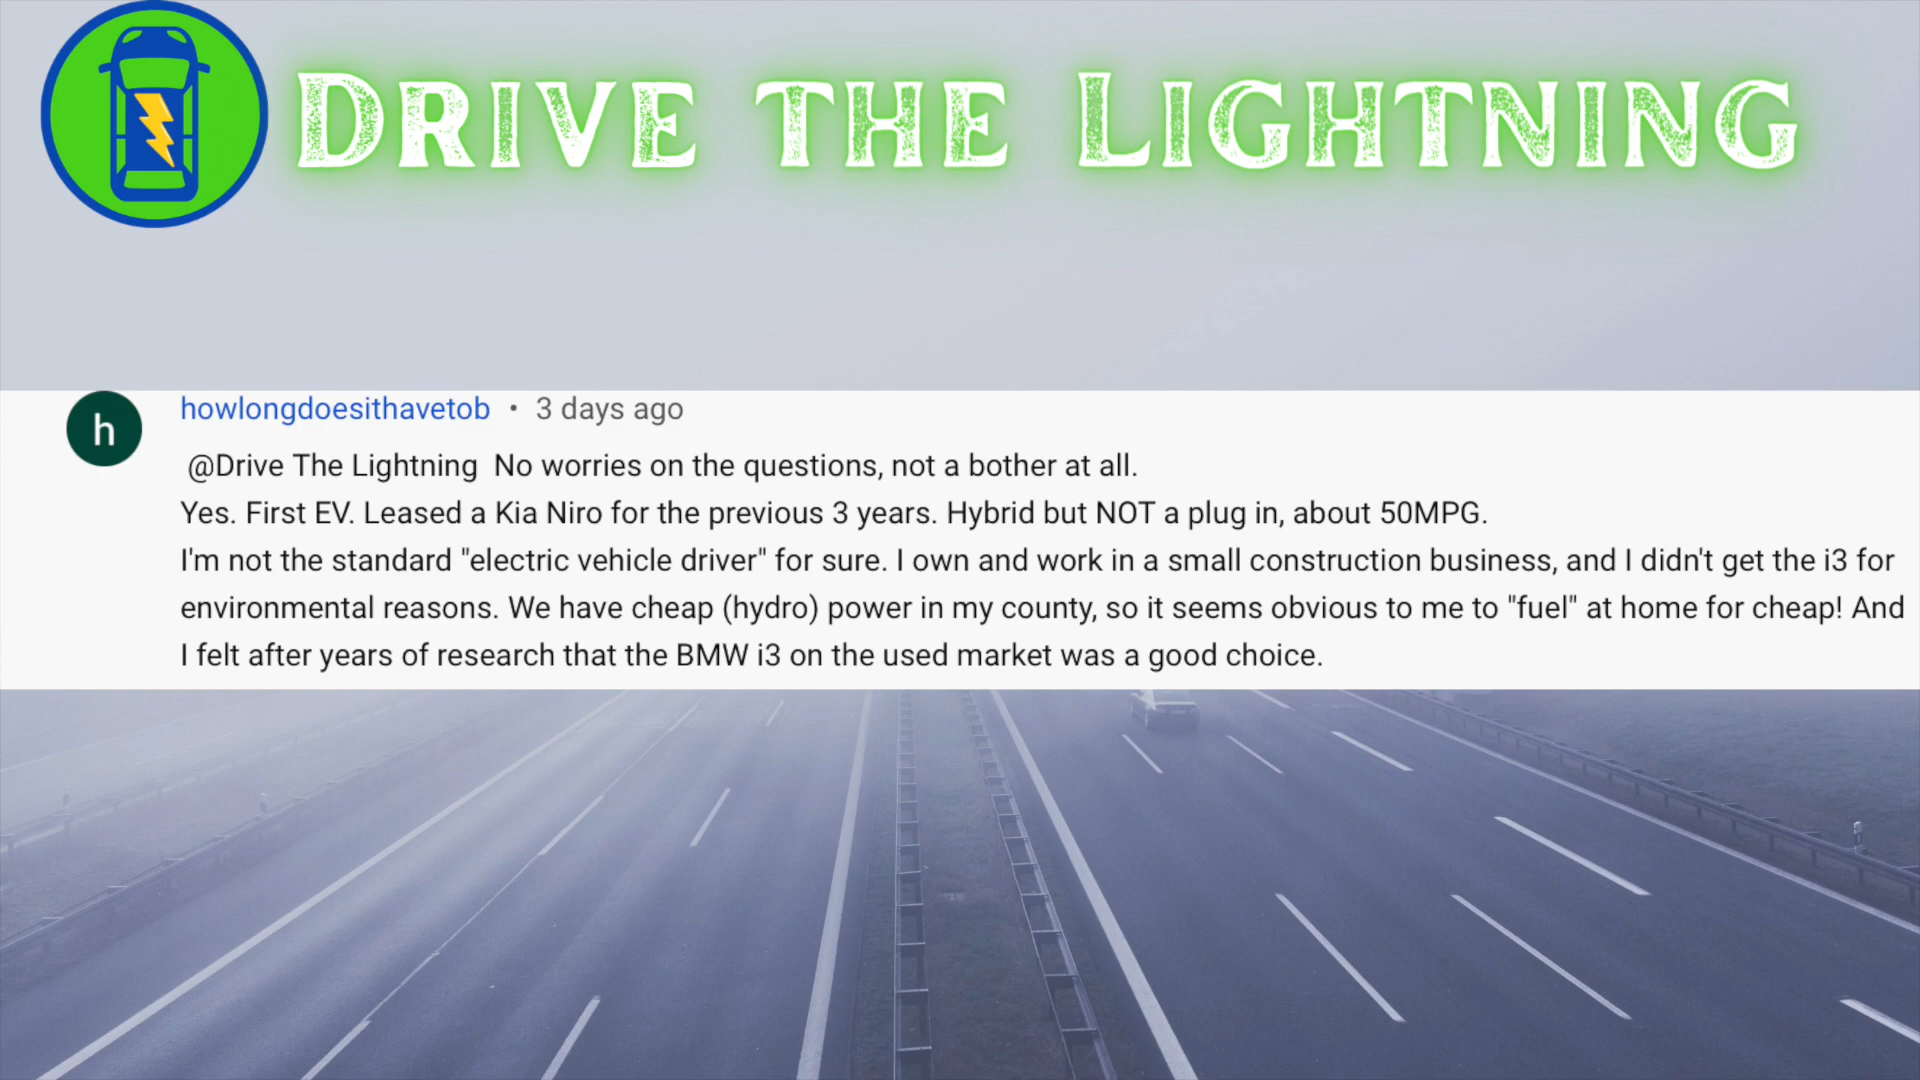 DRIVE THE LIGHTNING
h
howlongdoesithavetob • 3 days ago
@Drive The Lightning No worries on the questions, not a bother at all.
Yes. First EV. Leased a Kia Niro for the previous 3 years. Hybrid but NOT a plug in, about 50MPG.
I'm not the standard "electric vehicle driver" for sure. I own and work in a small construction business, and I didn't get the i3 for
environmental reasons. We have cheap (hydro) power in my county, so it seems obvious to me to "fuel" at home for cheap! And
I felt after years of research that the BMW i3 on the used market was a good choice.